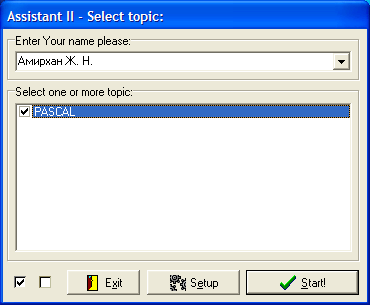 Assistant II - Select topic:
Enter Your name please:
Амирхан Ж. Н.
Select one or more topic:
PASCAL
Exit
Setup
Start!